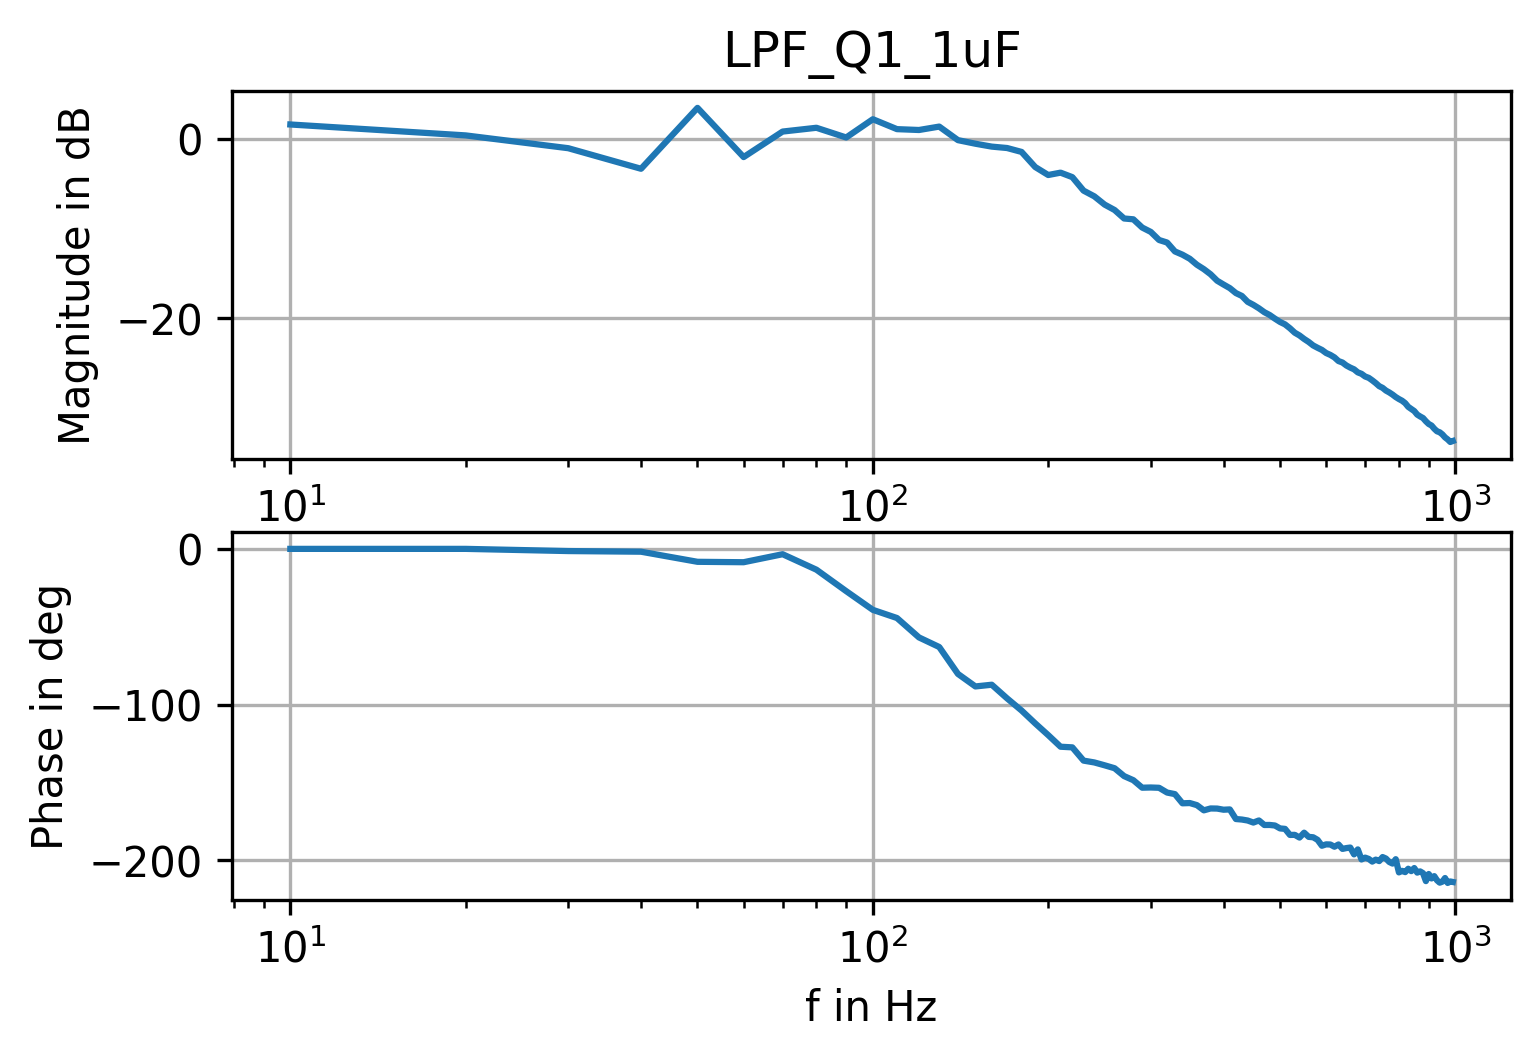 LPF_Q1_1uF
Magnitude in dB
0
−20
10¹
10²
10³
Phase in deg
0
−100
−200
10¹
10²
10³
f in Hz